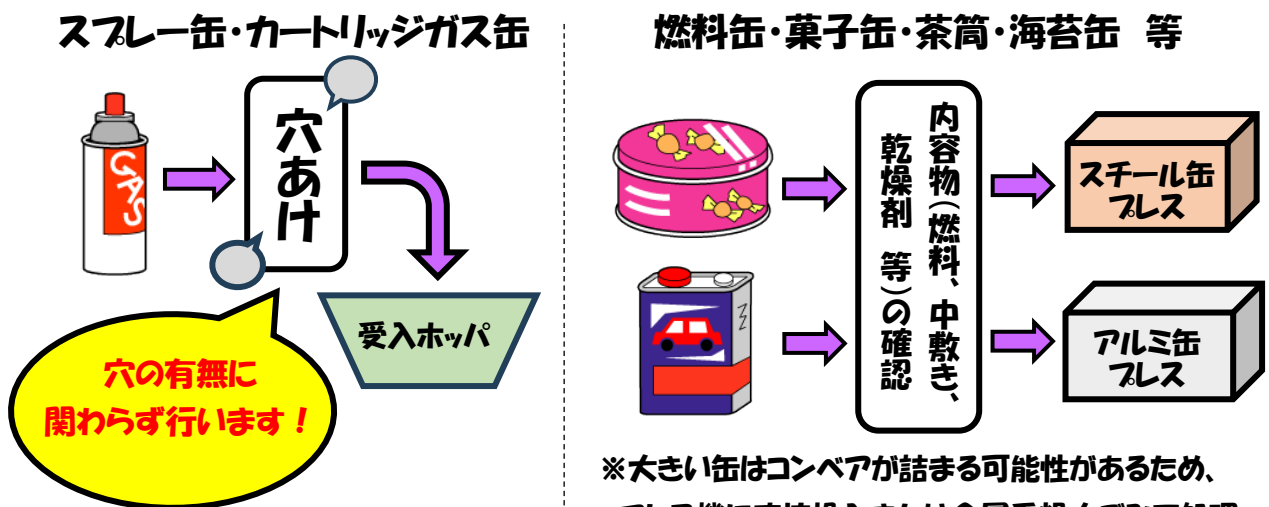 スプレー缶・カートリッジガス缶
GAS
穴あけ
受入ホッパ
穴の有無に
関わらず行います！
燃料缶・菓子缶・茶筒・海苔缶　等
内容物（燃料、中敷き、
乾燥剤　等）の確認
スチール缶
プレス
アルミ缶
プレス
※大きい缶はコンベアが詰まる可能性があるため、